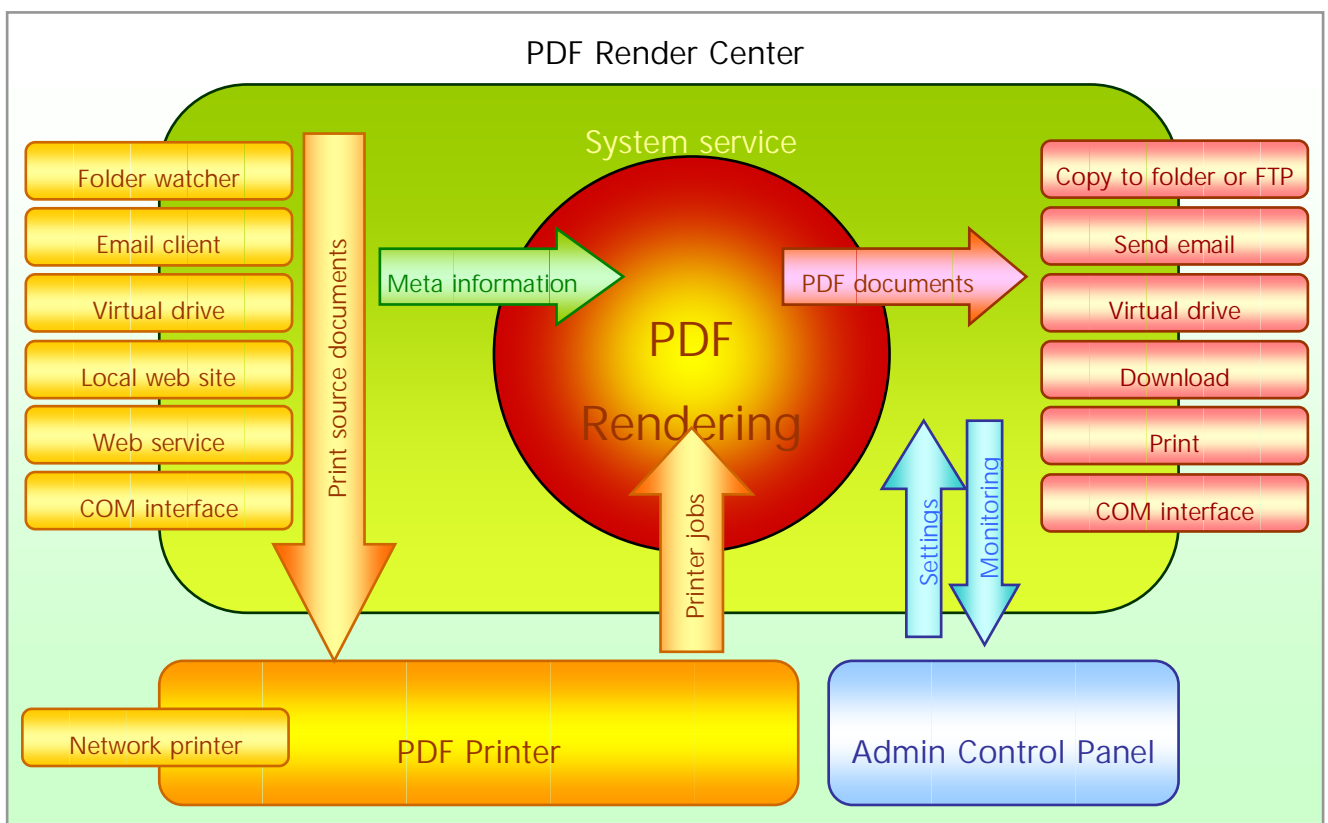 PDF Render Center
System service
Folder watcher
Email client
Virtual drive
Local web site
Web service
COM interface
Print source documents
Meta information
PDF
Rendering
PDF documents
Copy to folder or FTP
Send email
Virtual drive
Download
Print
COM interface
Printer jobs
Settings
Monitoring
Network printer
PDF Printer
Admin Control Panel